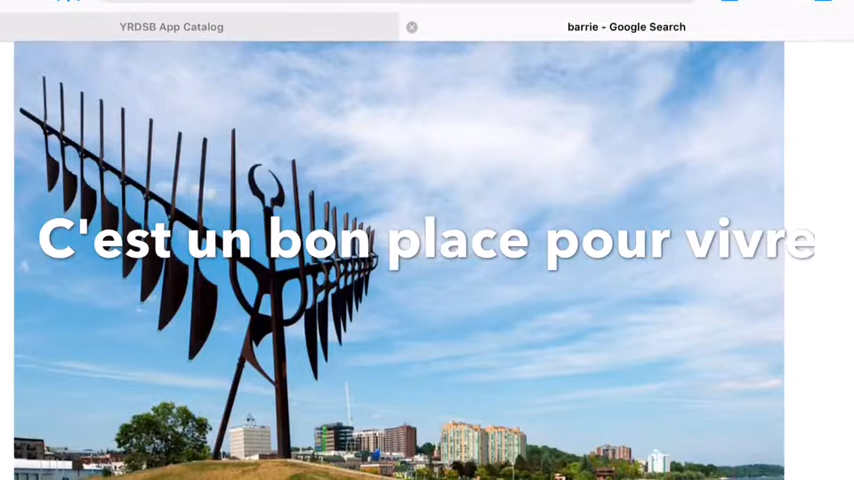 YRDSB App Catalog
barrie - Google Search
C'est un bon place pour vivre